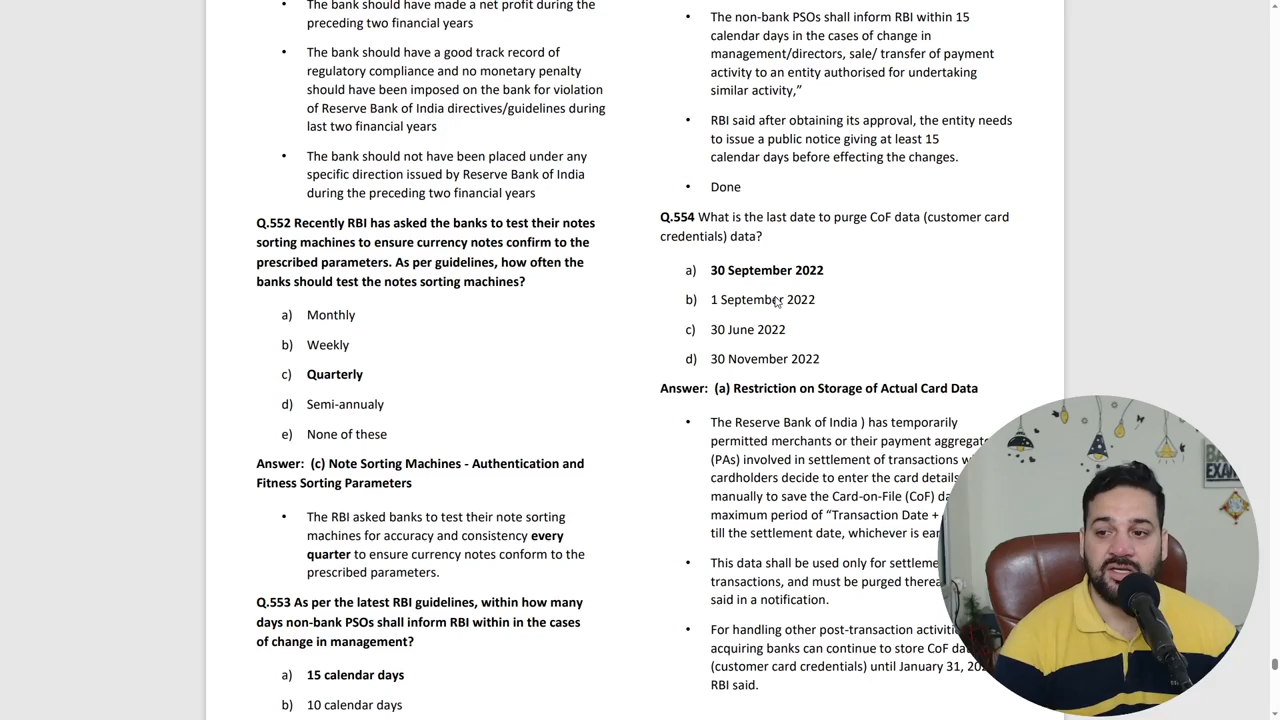 The bank should have made a net profit during the
preceding two financial years
The bank should have a good track record of
regulatory compliance and no monetary penalty
should have been imposed on the bank for violation
of Reserve Bank of India directives/guidelines during
last two financial years
The bank should not have been placed under any
specific direction issued by Reserve Bank of India
during the preceding two financial years
Q.552 Recently RBI has asked the banks to test their notes
sorting machines to ensure currency notes confirm to the
prescribed parameters. As per guidelines, how often the
banks should test the notes sorting machines?
a) Monthly
b) Weekly
c) Quarterly
d) Semi-annualy
e) None of these
Answer: (c) Note Sorting Machines - Authentication and
Fitness Sorting Parameters
The RBI asked banks to test their note sorting
machines for accuracy and consistency every
quarter to ensure currency notes conform to the
prescribed parameters.
Q.553 As per the latest RBI guidelines, within how many
days non-bank PSOs shall inform RBI within in the cases
of change in management?
a) 15 calendar days
b) 10 calendar days
The non-bank PSOs shall inform RBI within 15
calendar days in the cases of change in
management/directors, sale/ transfer of payment
activity to an entity authorised for undertaking
similar activity,”
RBI said after obtaining its approval, the entity needs
to issue a public notice giving at least 15
calendar days before effecting the changes.
Done
Q.554 What is the last date to purge CoF data (customer card
credentials) data?
a) 30 September 2022
b) 1 September 2022
c) 30 June 2022
d) 30 November 2022
Answer: (a) Restriction on Storage of Actual Card Data
The Reserve Bank of India ) has temporarily
permitted merchants or their payment
(PAs) involved in settlement of transactions
cardholders decide to enter the card details
manually to save the Card-on-File (CoF)
maximum period of “Transaction Date +
till the settlement date, whichever is
This data shall be used only for
transactions, and must be purged
said in a notification.
For handling other post-transaction
acquiring banks can continue to store CoF
(customer card credentials) until January 31,
RBI said.